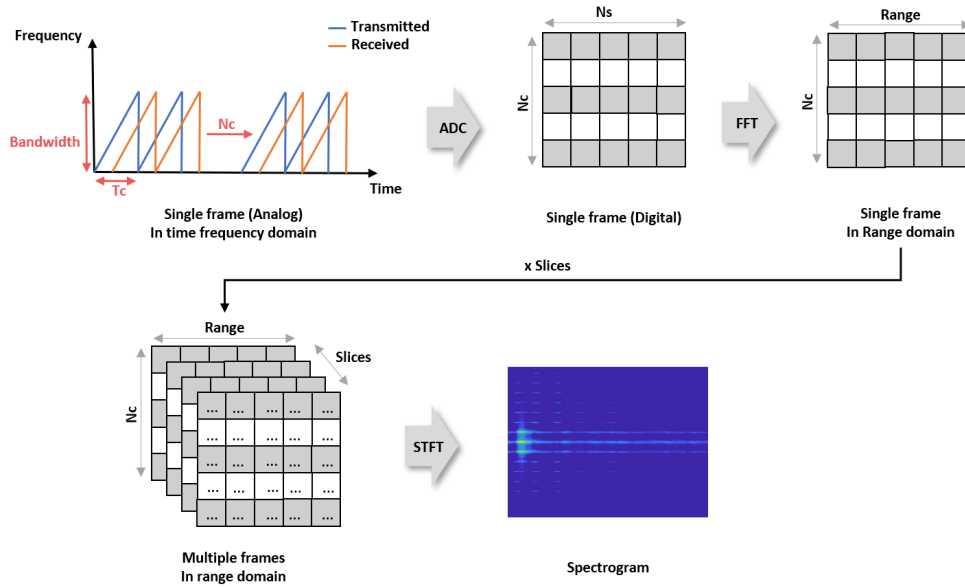 Frequency
Transmitted
Received
Bandwidth
Nc
Tc
Time
Single frame (Analog)
In time frequency domain
ADC
Ns
Nc
Single frame (Digital)
FFT
Range
Nc
Single frame
In Range domain
x Slices
Range
Slices
Nc
... ... ... ... ...
... ... ... ... ...
... ... ... ... ...
... ... ... ... ...
... ... ... ... ...
Multiple frames
In range domain
STFT
Spectrogram